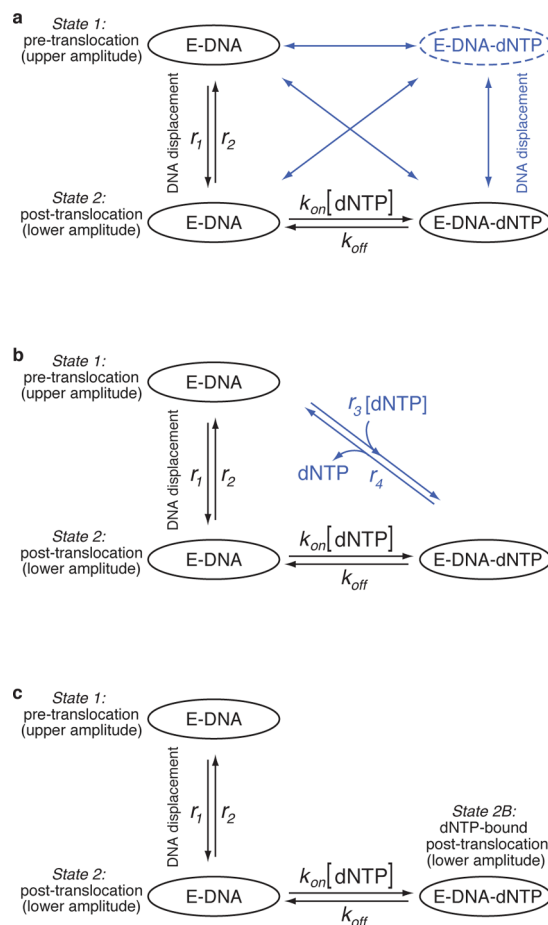 a
State 1:
pre-translocation
(upper amplitude)
E-DNA
E-DNA-dNTP
DNA displacement
r1
r2
DNA displacement
State 2:
post-translocation
(lower amplitude)
E-DNA
kon[dNTP]
koff
E-DNA-dNTP
b
State 1:
pre-translocation
(upper amplitude)
E-DNA
DNA displacement
r1
r2
r3[dNTP]
dNTP
r4
State 2:
post-translocation
(lower amplitude)
E-DNA
kon[dNTP]
koff
E-DNA-dNTP
c
State 1:
pre-translocation
(upper amplitude)
E-DNA
DNA displacement
r1
r2
State 2B:
dNTP-bound
post-translocation
(lower amplitude)
State 2:
post-translocation
(lower amplitude)
E-DNA
kon[dNTP]
koff
E-DNA-dNTP